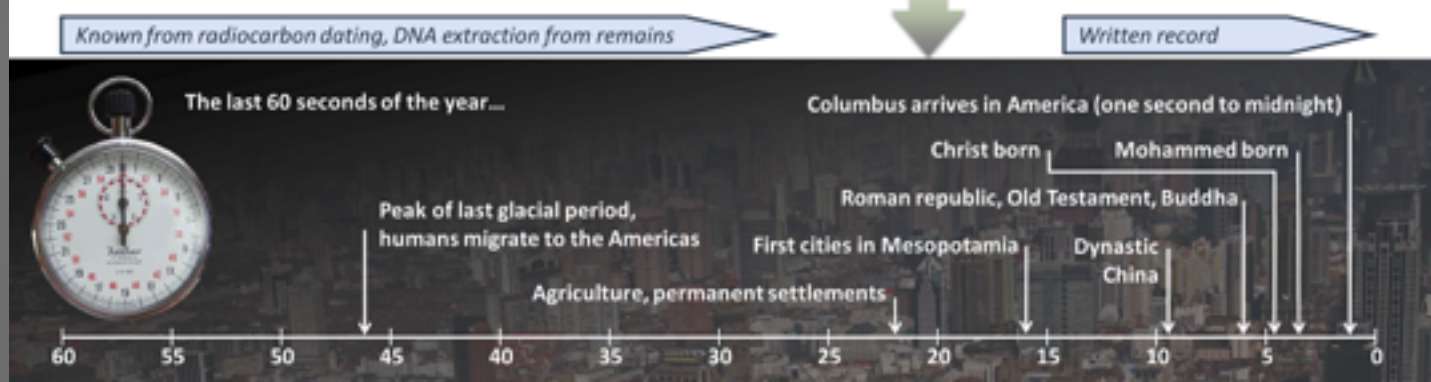 Known from radiocarbon dating, DNA extraction from remains
Written record
The last 60 seconds of the year...
Columbus arrives in America (one second to midnight)
Christ born
Mohammed born
Roman republic, Old Testament, Buddha
Peak of last glacial period,
humans migrate to the Americas
First cities in Mesopotamia
Dynastic
China
Agriculture, permanent settlements
60 55 50 45 40 35 30 25 20 15 10 5 0